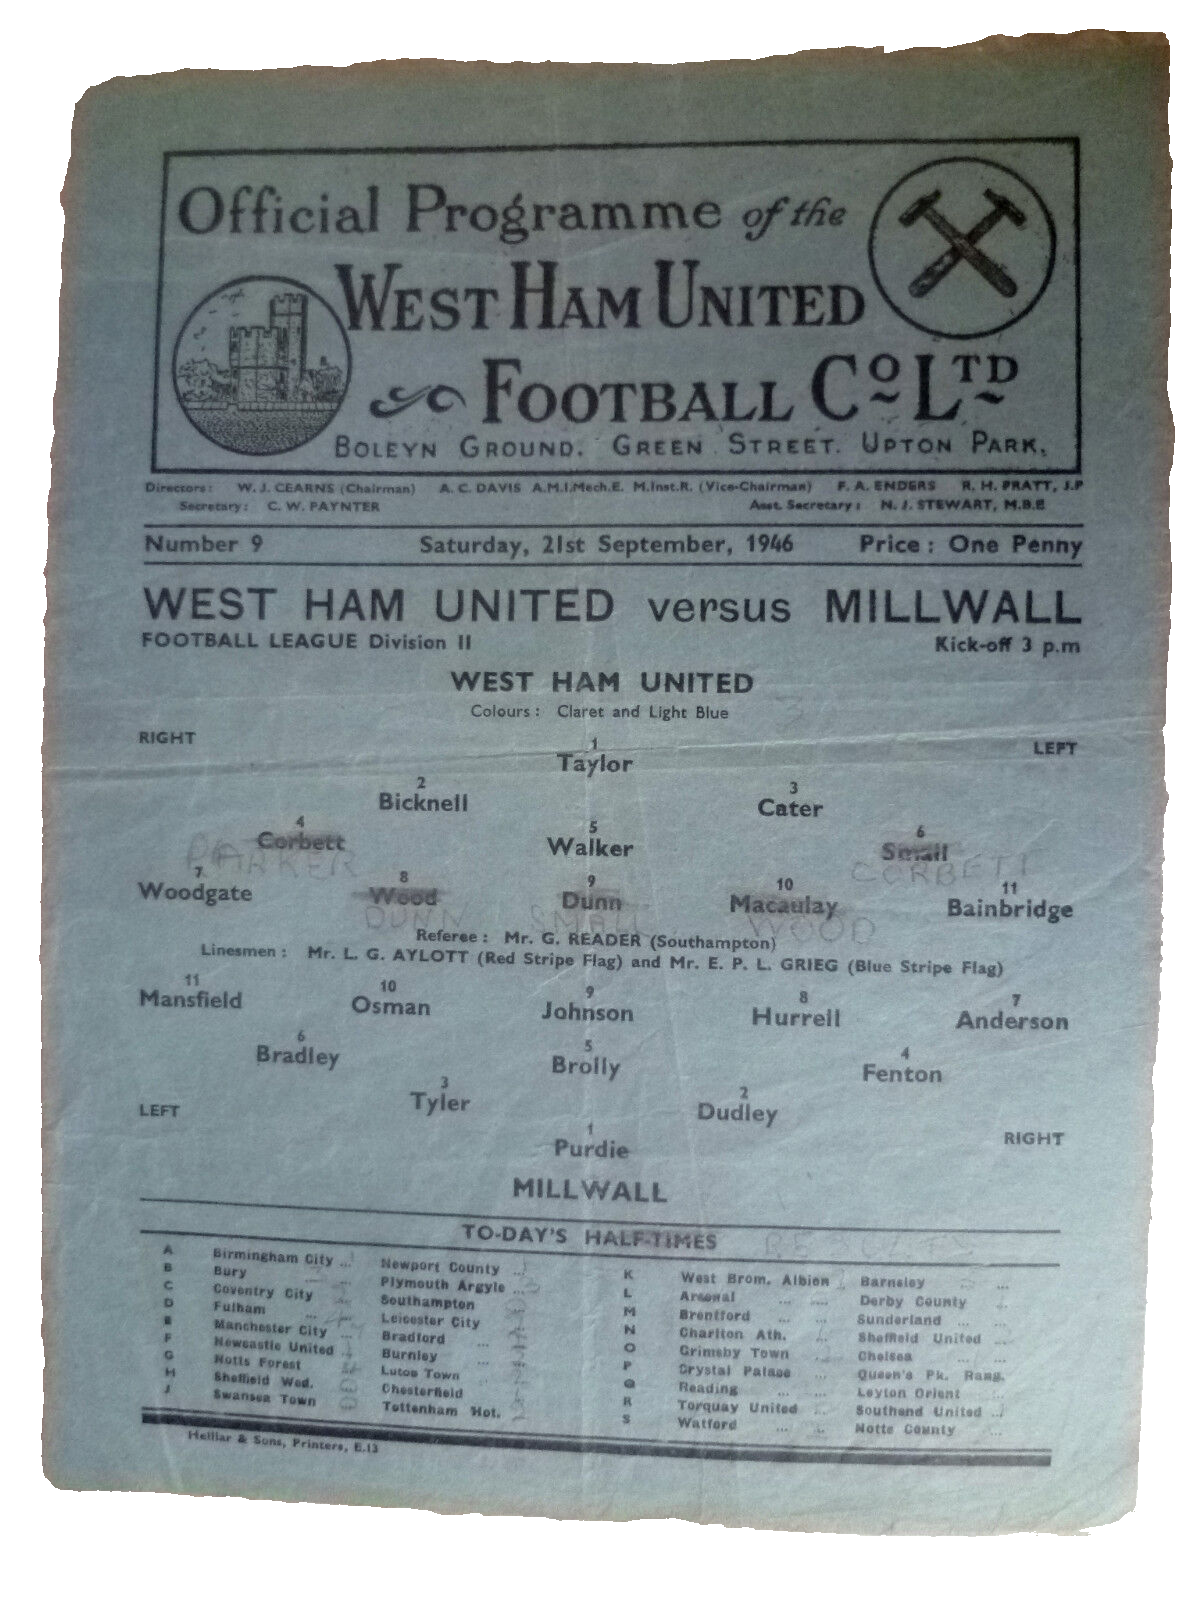 Official Programme of the
WEST HAM UNITED
FOOTBALL Co LTD
BOLEYN GROUND. GREEN STREET. UPTON PARK,
Directors: W. J. CEARNS (Chairman) A. C. DAVIS A.M.I.Mech.E. M.Inst.R. (Vice-Chairman) F. A. ENDERS R. H. PRATT, J.P
Secretary: C. W. PAYNTER Asst. Secretary: N. J. STEWART, M.B.E
Number 9 Saturday, 21st September, 1946 Price: One Penny
WEST HAM UNITED versus MILLWALL
FOOTBALL LEAGUE Division II Kick-off 3 p.m
WEST HAM UNITED
Colours: Claret and Light Blue
RIGHT LEFT
1
Taylor
2 3
Bicknell Cater
4 5 6
Corbett Walker Small
PARKER CORBETT
7 8 9 10 11
Woodgate Wood Dunn Macaulay Bainbridge
DUNN SMALL WOOD
Referee: Mr. G. READER (Southampton)
Linesmen: Mr. L. G. AYLOTT (Red Stripe Flag) and Mr. E. P. L. GRIEG (Blue Stripe Flag)
11 10 9 8 7
Mansfield Osman Johnson Hurrell Anderson
6 5 4
Bradley Brolly Fenton
3 2
Tyler Dudley
LEFT RIGHT
1
Purdie
MILLWALL
TO-DAY'S HALF-TIMES
A Birmingham City ... Newport County ...
B Bury Plymouth Argyle ...
C Coventry City Southampton
D Fulham ... Leicester City
E Manchester City ... Bradford ...
F Newcastle United Burnley ...
G Notts Forest Luton Town
H Sheffield Wed. Chesterfield
J Swansea Town Tottenham Hot.
K West Brom. Albion Barnsley ...
L Arsenal ... ... Derby County
M Brentford ... ... Sunderland ...
N Charlton Ath. Sheffield United ...
O Grimsby Town Chelsea ... ...
P Crystal Palace ... Queen's Pk. Rang.
Q Reading ... ... Leyton Orient ...
R Torquay United ... Southend United ...
S Watford ... Notts County ...
Helliar & Sons, Printers, E.13